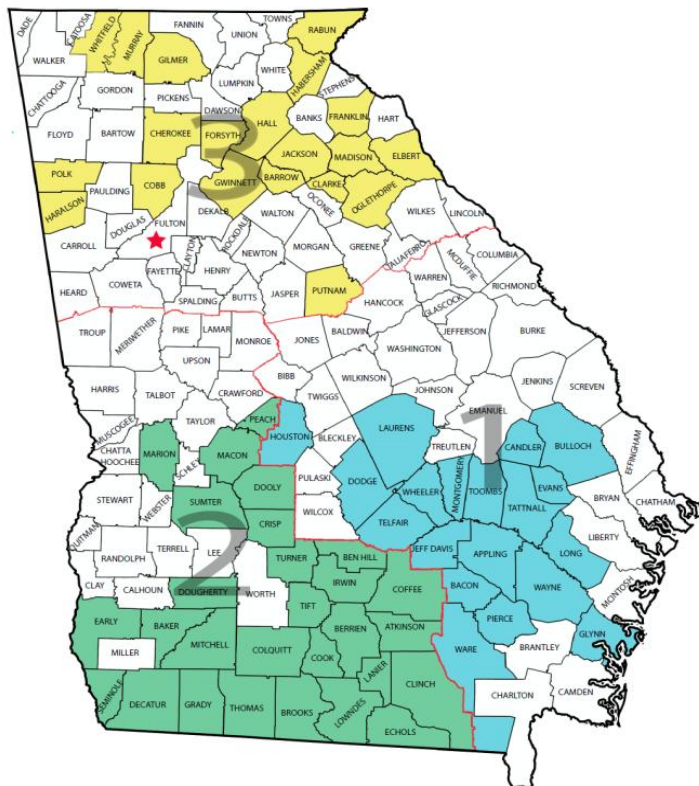 DADE
CATOOSA
WHITFIELD
MURRAY
FANNIN
TOWNS
RABUN
UNION
WALKER
GILMER
WHITE
HABERSHAM
STEPHENS
LUMPKIN
CHATTOOGA
GORDON
PICKENS
DAWSON
HALL
BANKS
FRANKLIN
HART
FLOYD
BARTOW
CHEROKEE
FORSYTH
3
JACKSON
MADISON
ELBERT
POLK
PAULDING
COBB
GWINNETT
BARROW
CLARKE
OCONEE
OGLETHORPE
HARALSON
DOUGLAS
FULTON
DEKALB
ROCKDALE
WALTON
WILKES
LINCOLN
CARROLL
CLAYTON
NEWTON
MORGAN
GREENE
TALIAFERRO
MCDUFFIE
COLUMBIA
FAYETTE
HENRY
WARREN
RICHMOND
HEARD
COWETA
SPALDING
BUTTS
JASPER
PUTNAM
HANCOCK
GLASCOCK
TROUP
MERIWETHER
PIKE
LAMAR
MONROE
JONES
BALDWIN
JEFFERSON
BURKE
UPSON
WASHINGTON
HARRIS
TALBOT
CRAWFORD
BIBB
WILKINSON
JOHNSON
JENKINS
SCREVEN
MUSCOGEE
TAYLOR
PEACH
TWIGGS
EMANUEL
1
CHATTA
HOOCHEE
MARION
MACON
HOUSTON
BLECKLEY
LAURENS
TREUTLEN
CANDLER
BULLOCH
EFFINGHAM
SCHLEY
STEWART
WEBSTER
SUMTER
DOOLY
PULASKI
DODGE
WHEELER
MONTGOMERY
TOOMBS
EVANS
TATTNALL
BRYAN
CHATHAM
QUITMAN
CRISP
WILCOX
TELFAIR
LIBERTY
RANDOLPH
TERRELL
LEE
2
TURNER
BEN HILL
JEFF DAVIS
APPLING
LONG
CLAY
CALHOUN
DOUGHERTY
WORTH
IRWIN
COFFEE
BACON
WAYNE
MCINTOSH
TIFT
EARLY
BAKER
MITCHELL
COLQUITT
BERRIEN
ATKINSON
PIERCE
GLYNN
MILLER
COOK
WARE
BRANTLEY
LANIER
SEMINOLE
DECATUR
GRADY
THOMAS
BROOKS
LOWNDES
CLINCH
CHARLTON
CAMDEN
ECHOLS